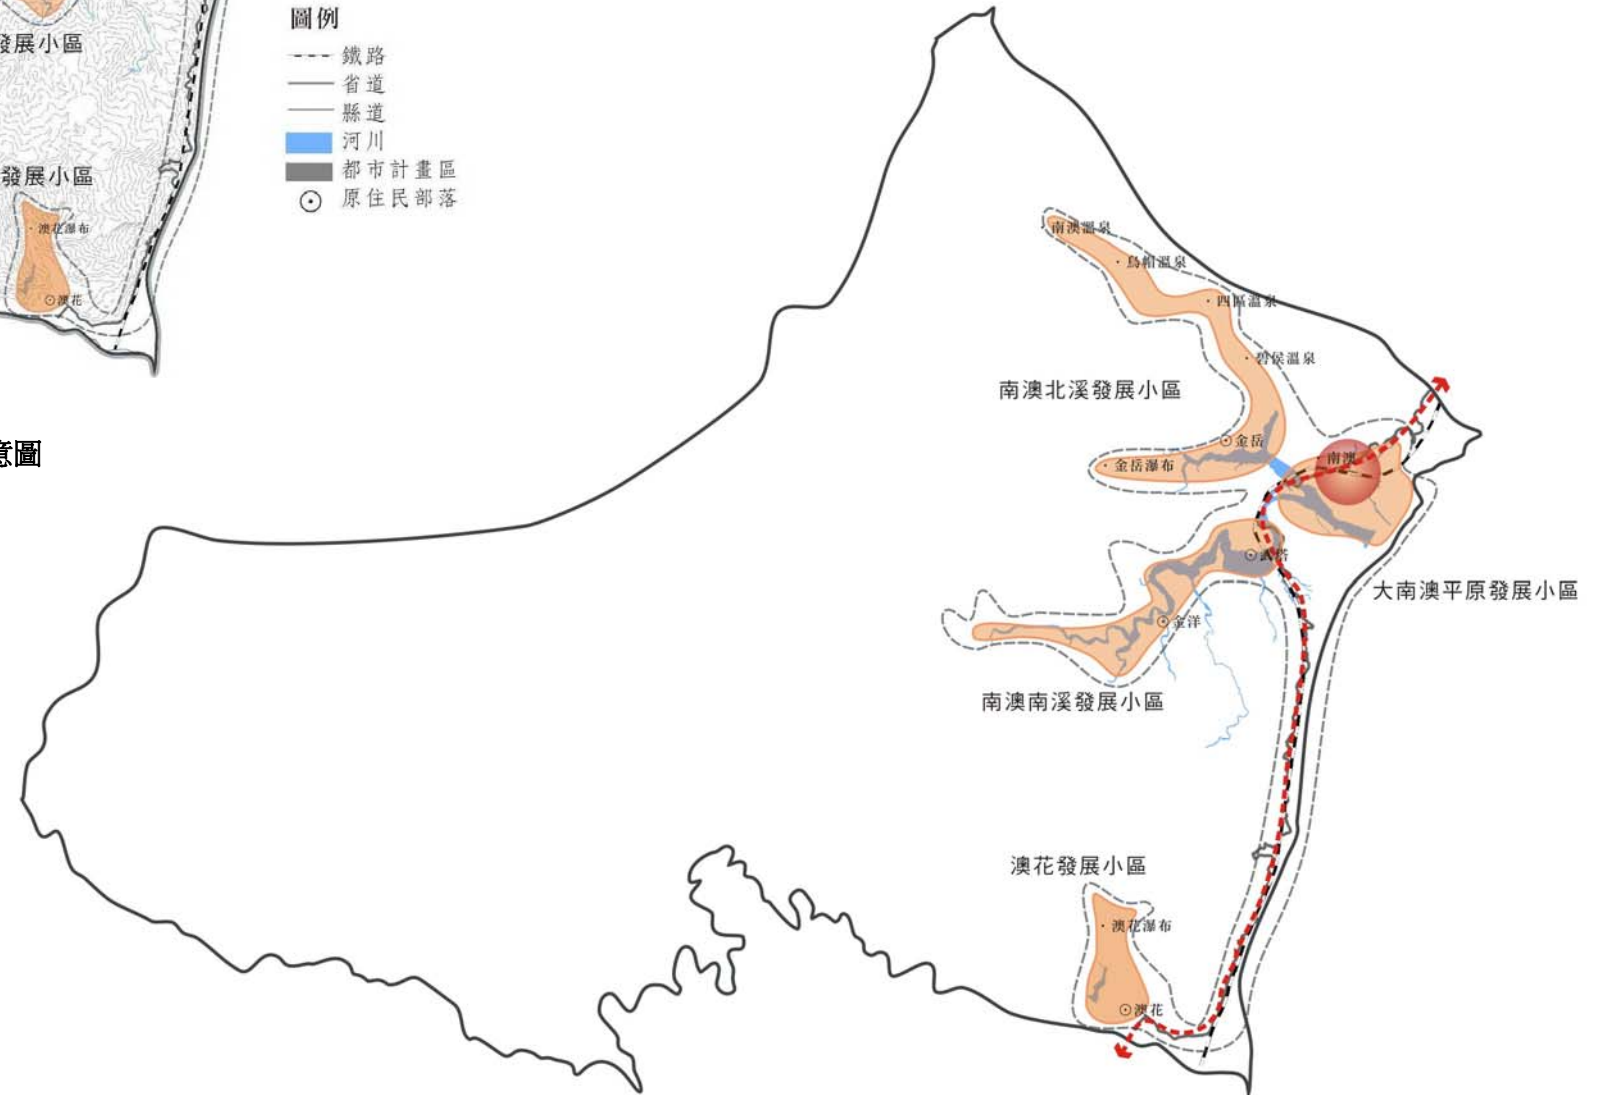 圖例
鐵路
省道
縣道
河川
都市計畫區
原住民部落
發展小區
發展小區
澳花瀑布
澳花
意圖
南澳溫泉
烏帽溫泉
四區溫泉
碧侯溫泉
南澳北溪發展小區
金岳
金岳瀑布
南澳
武塔
大南澳平原發展小區
金洋
南澳南溪發展小區
澳花發展小區
澳花瀑布
澳花